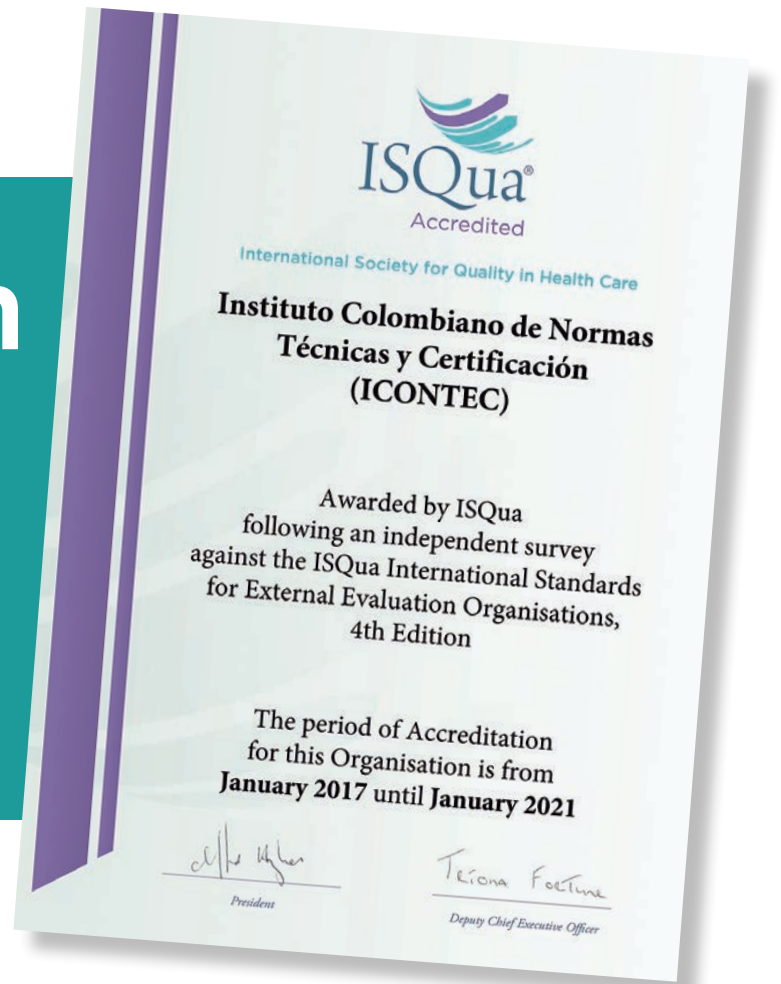 n
ISQua®
Accredited
International Society for Quality in Health Care
Instituto Colombiano de Normas
Técnicas y Certificación
(ICONTEC)
Awarded by ISQua
following an independent survey
against the ISQua International Standards
for External Evaluation Organisations,
4th Edition
The period of Accreditation
for this Organisation is from
January 2017 until January 2021
Triona Fortune
President
Deputy Chief Executive Officer